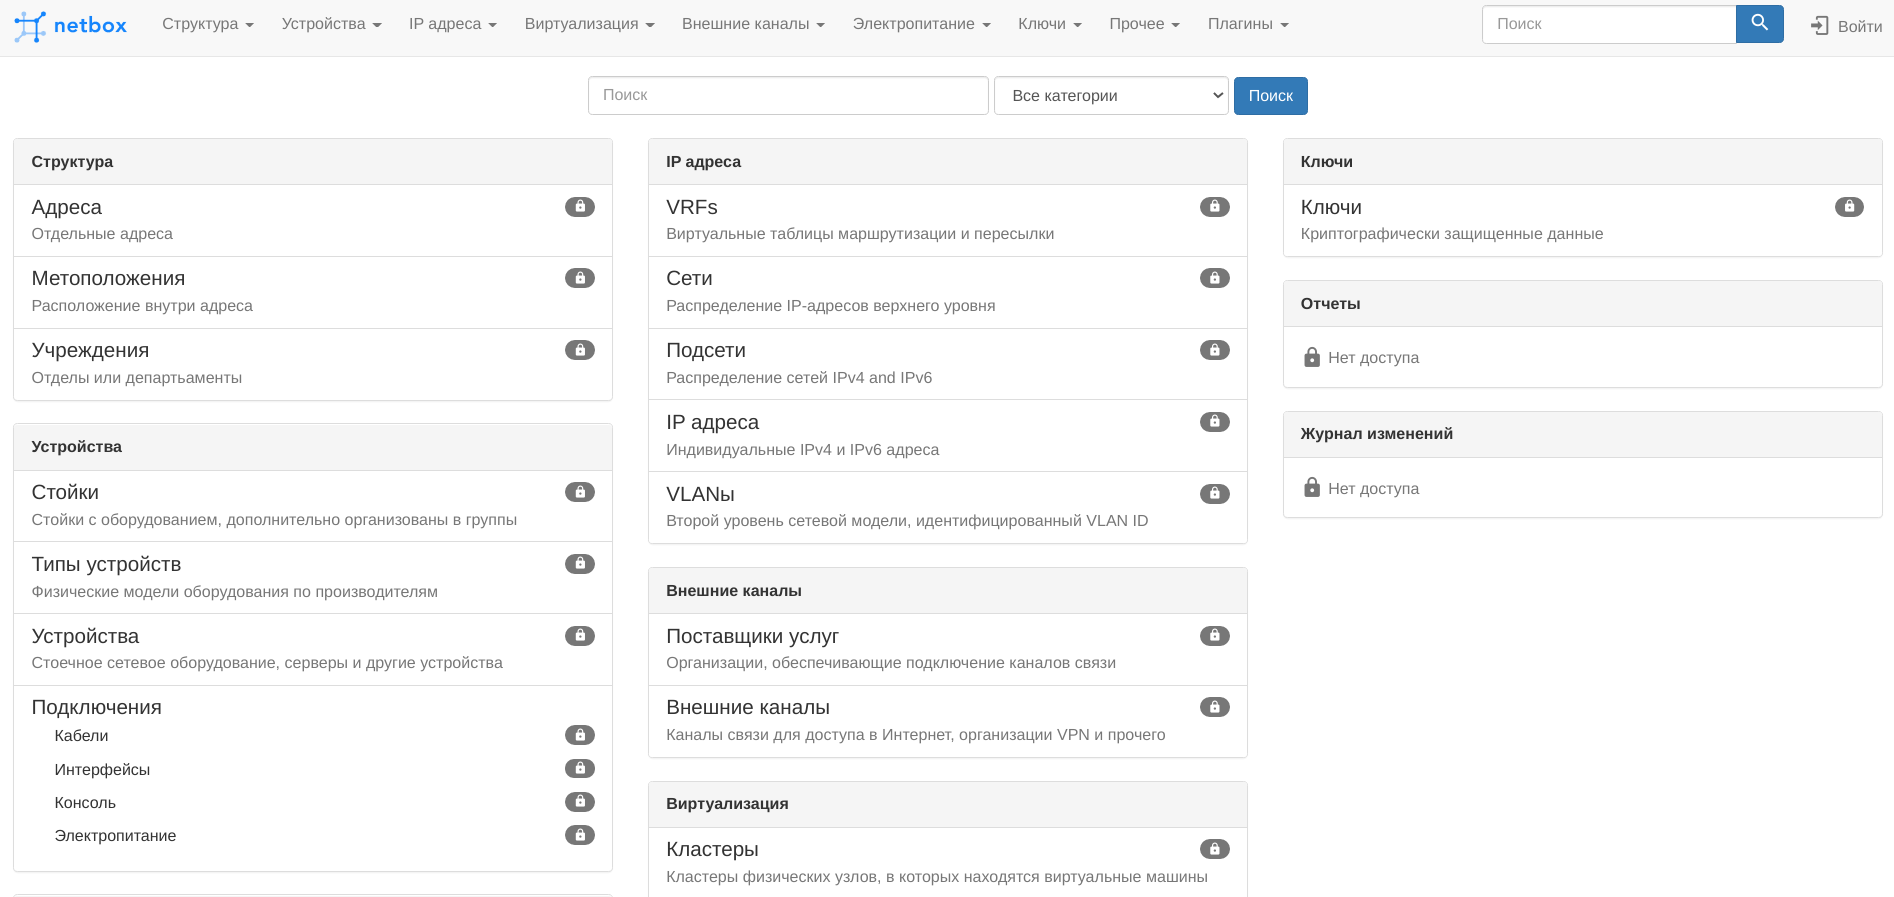 netbox
Структура
Устройства
IP адреса
Виртуализация
Внешние каналы
Электропитание
Ключи
Прочее
Плагины
Поиск
Войти
Поиск
Все категории
Поиск
Структура
Адреса
Отдельные адреса
Метоположения
Расположение внутри адреса
Учреждения
Отделы или департьаменты
Устройства
Стойки
Стойки с оборудованием, дополнительно организованы в группы
Типы устройств
Физические модели оборудования по производителям
Устройства
Стоечное сетевое оборудование, серверы и другие устройства
Подключения
Кабели
Интерфейсы
Консоль
Электропитание
IP адреса
VRFs
Виртуальные таблицы маршрутизации и пересылки
Сети
Распределение IP-адресов верхнего уровня
Подсети
Распределение сетей IPv4 and IPv6
IP адреса
Индивидуальные IPv4 и IPv6 адреса
VLANы
Второй уровень сетевой модели, идентифицированный VLAN ID
Внешние каналы
Поставщики услуг
Организации, обеспечивающие подключение каналов связи
Внешние каналы
Каналы связи для доступа в Интернет, организации VPN и прочего
Виртуализация
Кластеры
Кластеры физических узлов, в которых находятся виртуальные машины
Ключи
Ключи
Криптографически защищенные данные
Отчеты
Нет доступа
Журнал изменений
Нет доступа